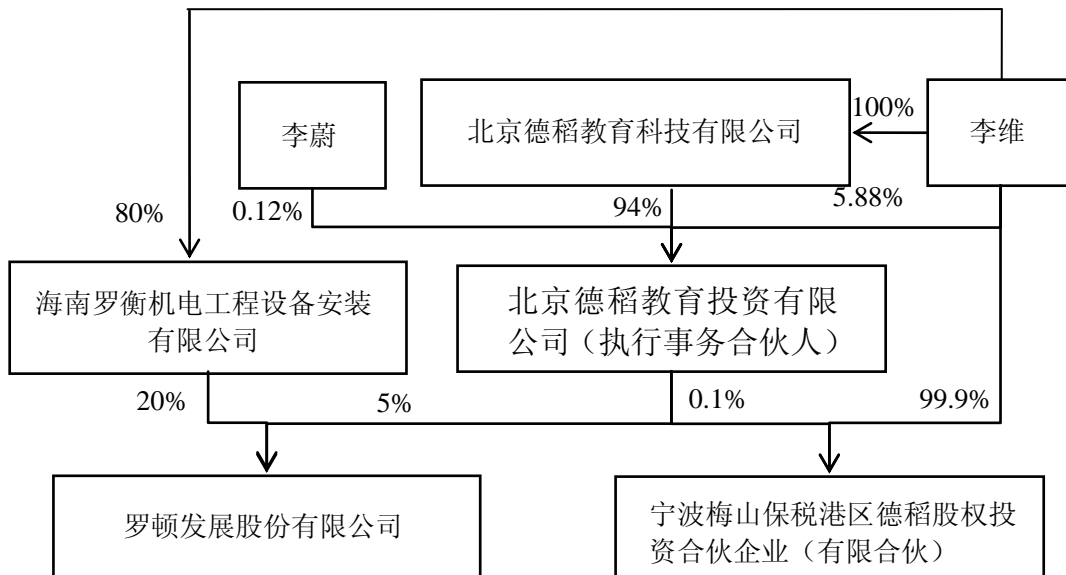 李蔚
北京德稻教育科技有限公司
100%
李维
80%
0.12%
94%
5.88%
海南罗衡机电工程设备安装
有限公司
北京德稻教育投资有限
公司（执行事务合伙人）
20%
5%
0.1%
99.9%
罗顿发展股份有限公司
宁波梅山保税港区德稻股权投
资合伙企业（有限合伙）